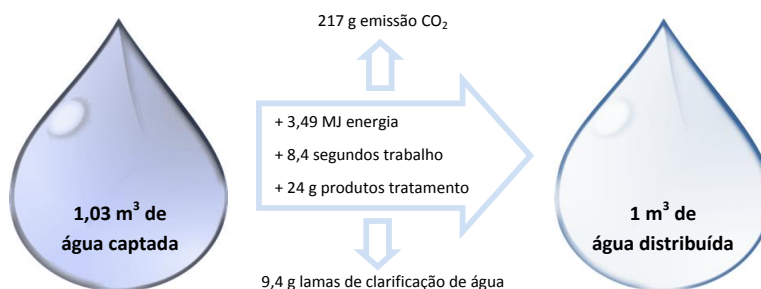 217 g emissão CO₂
+ 3,49 MJ energia
+ 8,4 segundos trabalho
+ 24 g produtos tratamento
1,03 m³ de
água captada
1 m³ de
água distribuída
9,4 g lamas de clarificação de água